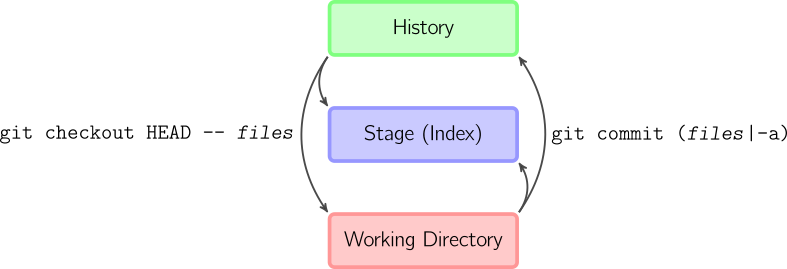 History
git checkout HEAD -- files
Stage (Index)
git commit (files|-a)
Working Directory